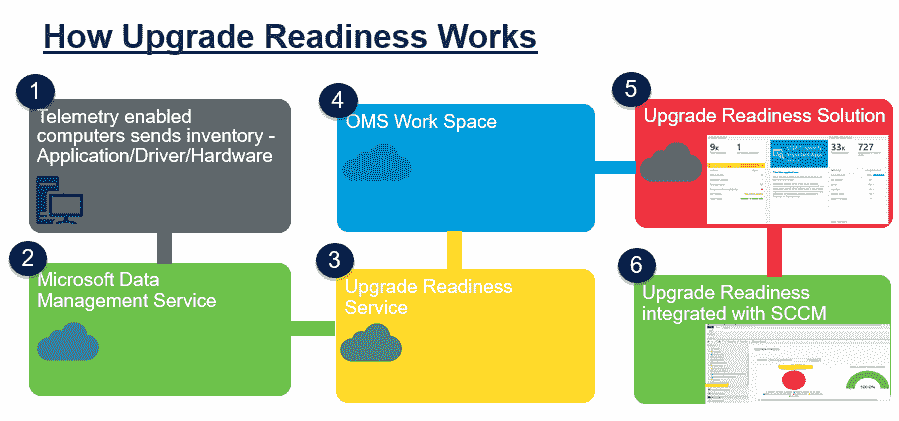 How Upgrade Readiness Works
1
Telemetry enabled
computers sends inventory -
Application/Driver/Hardware
2
Microsoft Data
Management Service
3
Upgrade Readiness
Service
4
OMS Work Space
5
Upgrade Readiness Solution
9K
1
33K
727
6
Upgrade Readiness
integrated with SCCM